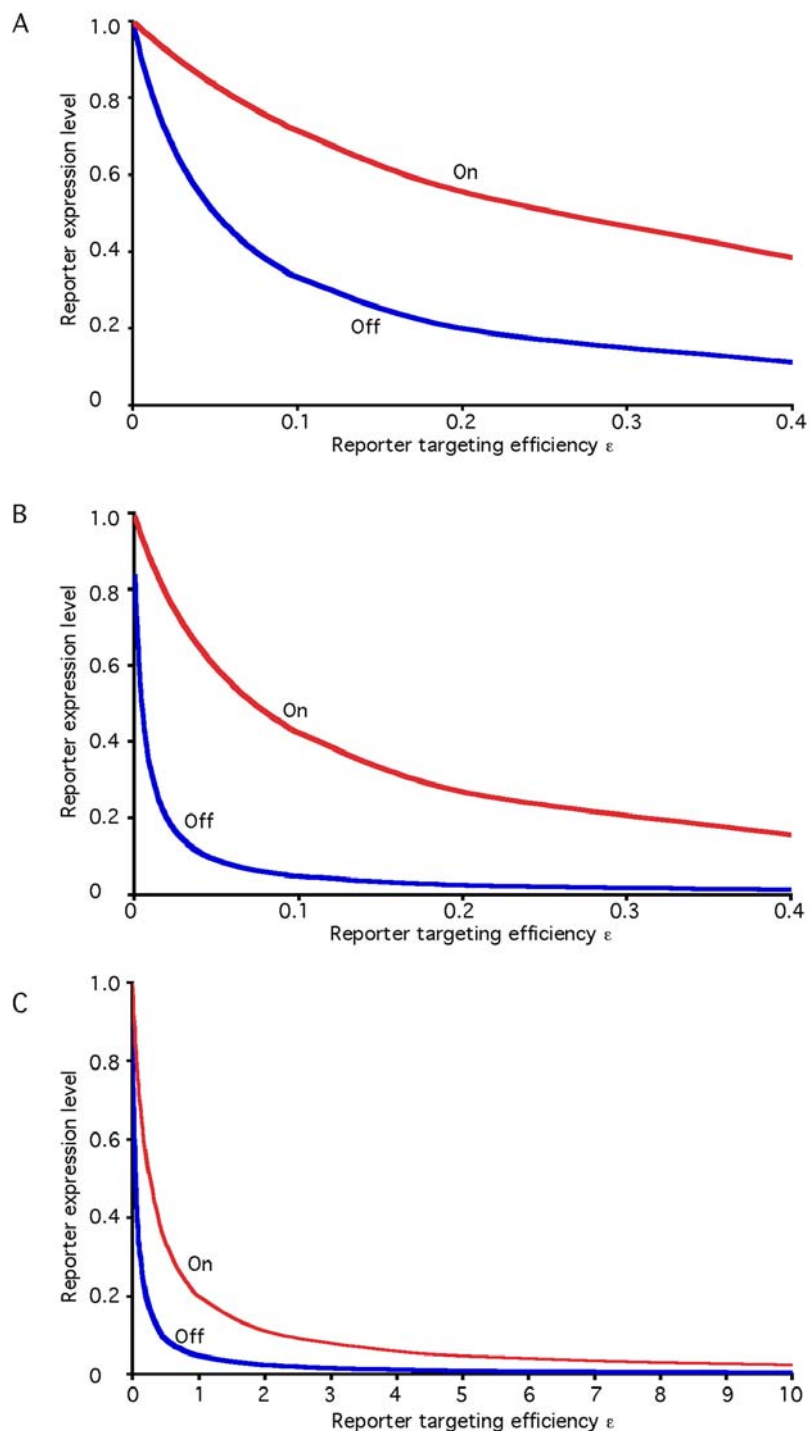 A
Reporter expression level
1.0
0.8
0.6
0.4
0.2
0
On
Off
0 0.1 0.2 0.3 0.4
Reporter targeting efficiency ε
B
Reporter expression level
1.0
0.8
0.6
0.4
0.2
0
On
Off
0 0.1 0.2 0.3 0.4
Reporter targeting efficiency ε
C
Reporter expression level
1.0
0.8
0.6
0.4
0.2
0
On
Off
0 1 2 3 4 5 6 7 8 9 10
Reporter targeting efficiency ε